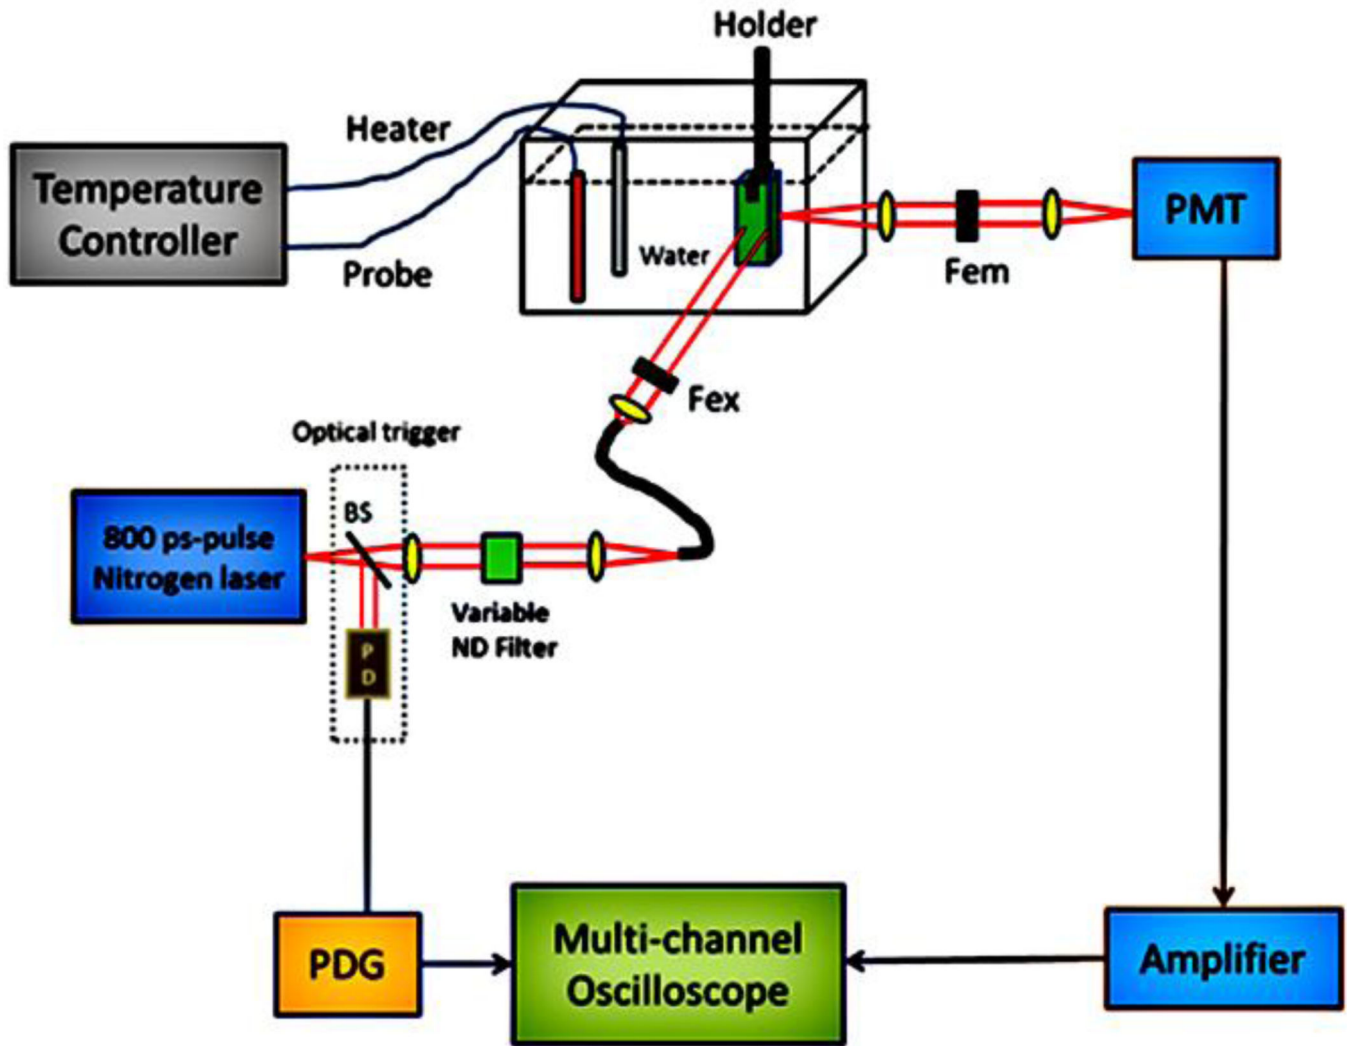 Holder
Heater
Temperature
Controller
Probe
Water
PMT
Fem
Fex
Optical trigger
BS
800 ps-pulse
Nitrogen laser
Variable
ND Filter
P
D
PDG
Multi-channel
Oscilloscope
Amplifier